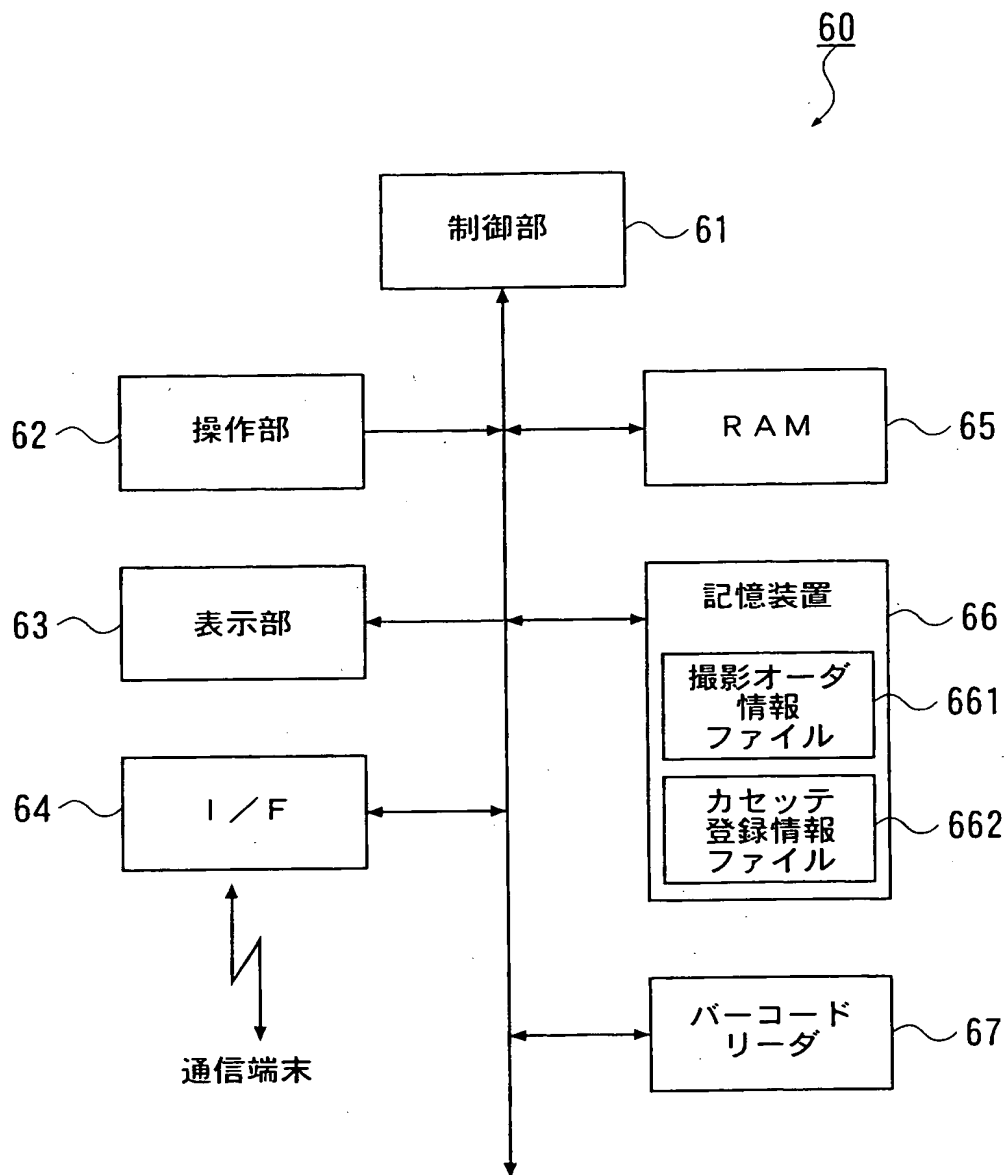 60
制御部
61
62
操作部
RAM
65
63
表示部
記憶装置
66
撮影オーダ
情報
ファイル
661
64
I/F
カセッテ
登録情報
ファイル
662
通信端末
バーコード
リーダ
67